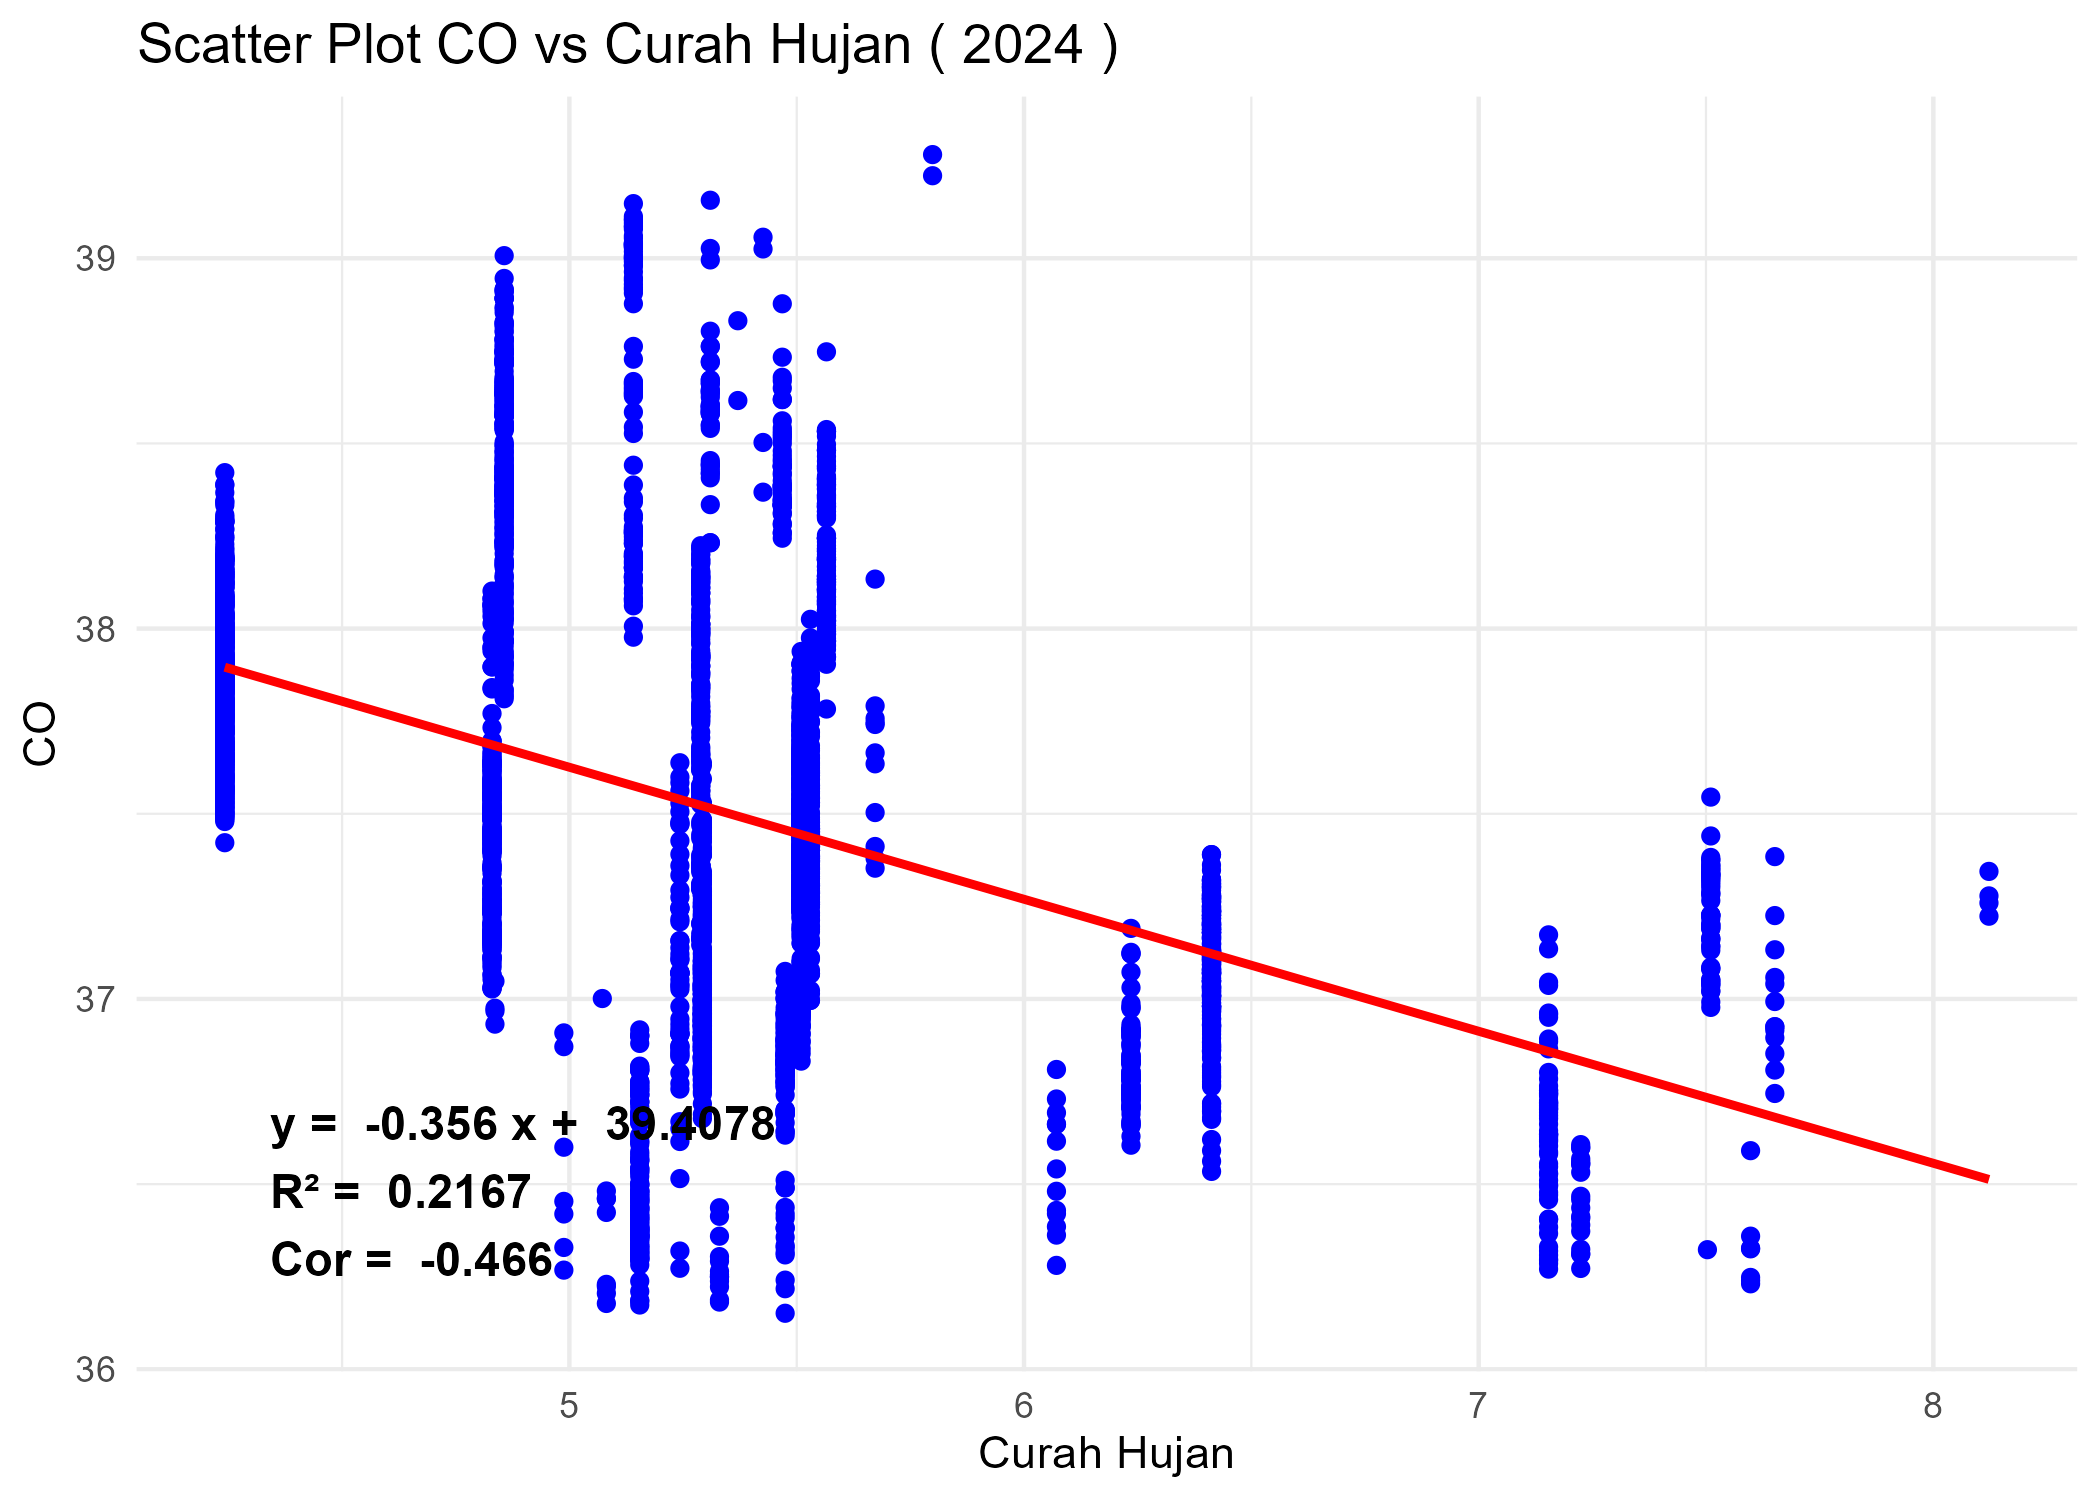 Scatter Plot CO vs Curah Hujan ( 2024 )
39
38
37
36
CO
y = -0.356 x + 39.4078
R² = 0.2167
Cor = -0.466
5
6
7
8
Curah Hujan